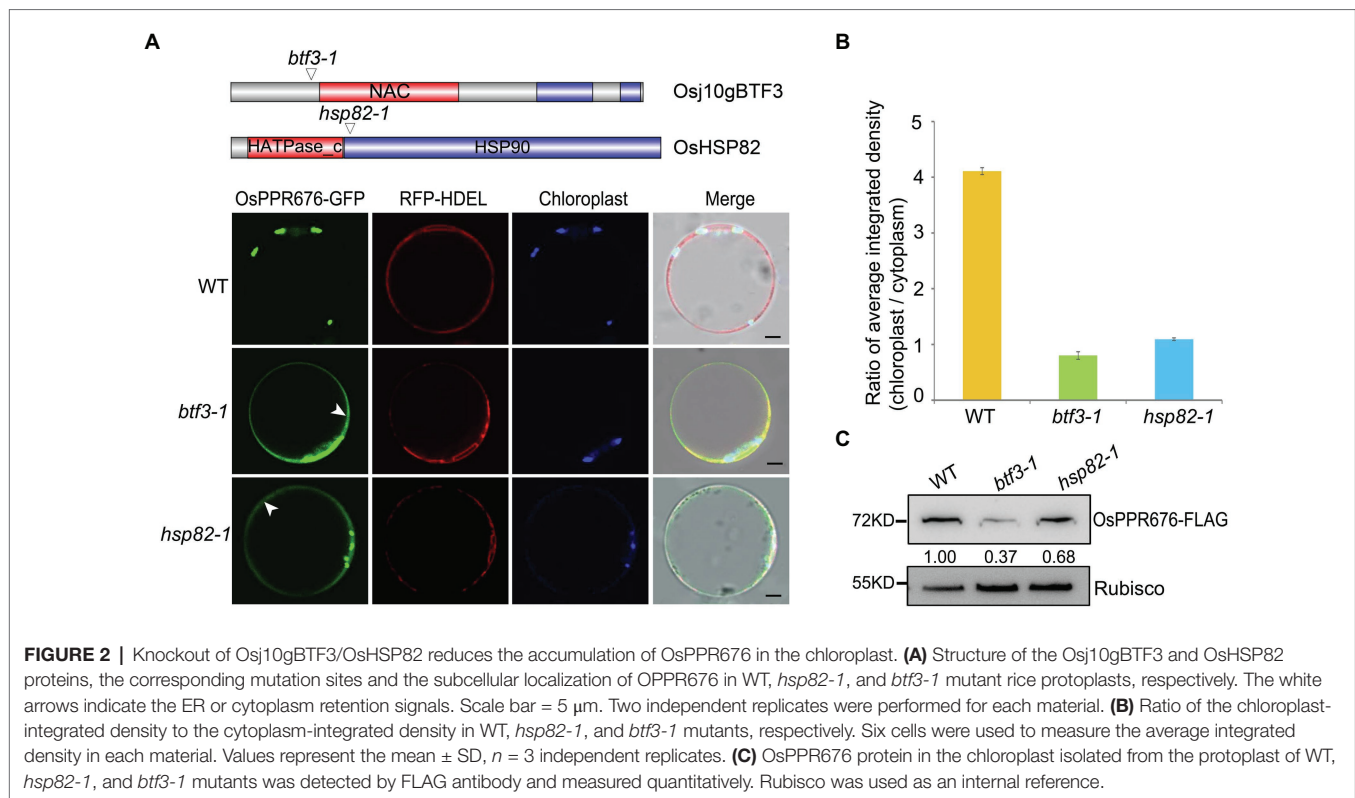 A
btf3-1
NAC
Osj10gBTF3
hsp82-1
HATPase_c
HSP90
OsHSP82
OsPPR676-GFP
RFP-HDEL
Chloroplast
Merge
WT
btf3-1
hsp82-1
B
Ratio of average integrated density
(chloroplast / cytoplasm)
5
4
3
2
1
0
WT
btf3-1
hsp82-1
C
WT
btf3-1
hsp82-1
72KD
OsPPR676-FLAG
1.00 0.37 0.68
55KD
Rubisco
FIGURE 2 | Knockout of Osj10gBTF3/OsHSP82 reduces the accumulation of OsPPR676 in the chloroplast. (A) Structure of the Osj10gBTF3 and OsHSP82
proteins, the corresponding mutation sites and the subcellular localization of OPPR676 in WT, hsp82-1, and btf3-1 mutant rice protoplasts, respectively. The white
arrows indicate the ER or cytoplasm retention signals. Scale bar = 5 μm. Two independent replicates were performed for each material. (B) Ratio of the chloroplast-
integrated density to the cytoplasm-integrated density in WT, hsp82-1, and btf3-1 mutants, respectively. Six cells were used to measure the average integrated
density in each material. Values represent the mean ± SD, n = 3 independent replicates. (C) OsPPR676 protein in the chloroplast isolated from the protoplast of WT,
hsp82-1, and btf3-1 mutants was detected by FLAG antibody and measured quantitatively. Rubisco was used as an internal reference.